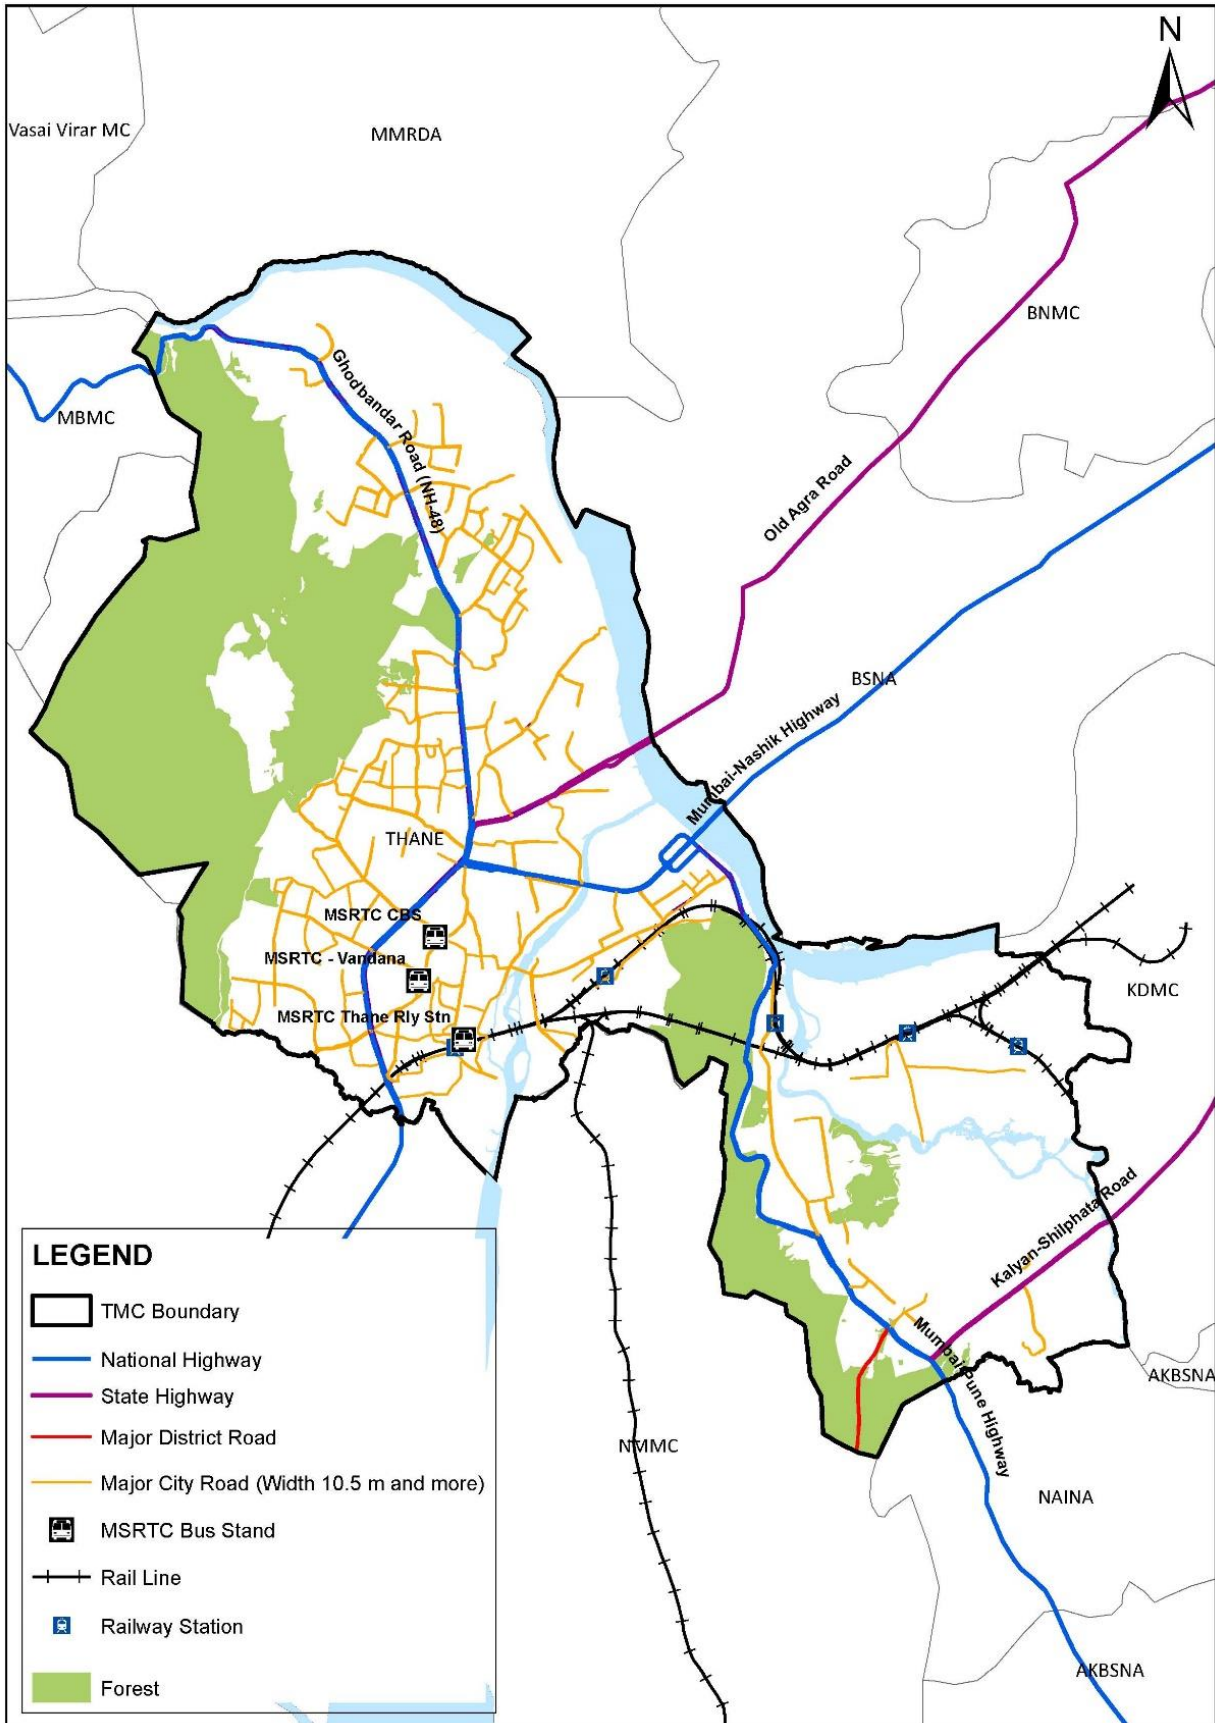 N
Vasai Virar MC
MMRDA
BNMC
MBMC
Ghodbandar Road (NH-48)
Old Agra Road
BSNA
Mumbai-Nashik Highway
THANE
MSRTC CBS
MSRTC - Vandana
MSRTC Thane Rly Stn
KDMC
Kalyan-Shilphata Road
Mumbai Pune Highway
AKBSNA
NMMC
NAINA
AKBSNA
LEGEND
TMC Boundary
National Highway
State Highway
Major District Road
Major City Road (Width 10.5 m and more)
MSRTC Bus Stand
Rail Line
Railway Station
Forest